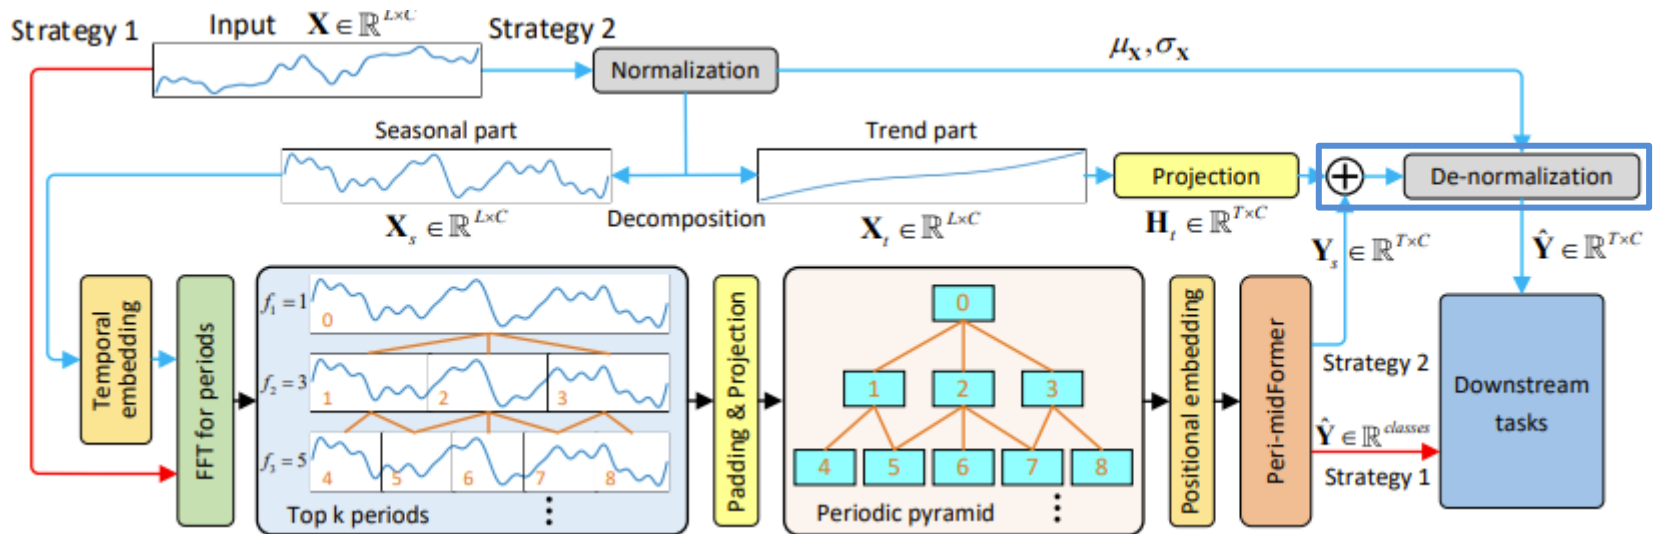 Strategy 1
Input X ∈ ℝ^{L×C}
Strategy 2
Normalization
μ_X, σ_X
Seasonal part
Trend part
Projection
De-normalization
X_s ∈ ℝ^{L×C}
Decomposition
X_t ∈ ℝ^{L×C}
H_t ∈ ℝ^{T×C}
Y_s ∈ ℝ^{T×C}
Ŷ ∈ ℝ^{T×C}
Temporal
embedding
FFT for periods
f_1 = 1
0
f_2 = 3
1 2 3
f_3 = 5
4 5 6 7 8
⋮
Top k periods
Padding & Projection
0
1 2 3
4 5 6 7 8
⋮
Periodic pyramid
Positional embedding
Peri-midFormer
Strategy 2
Ŷ ∈ ℝ^{classes}
Strategy 1
Downstream
tasks